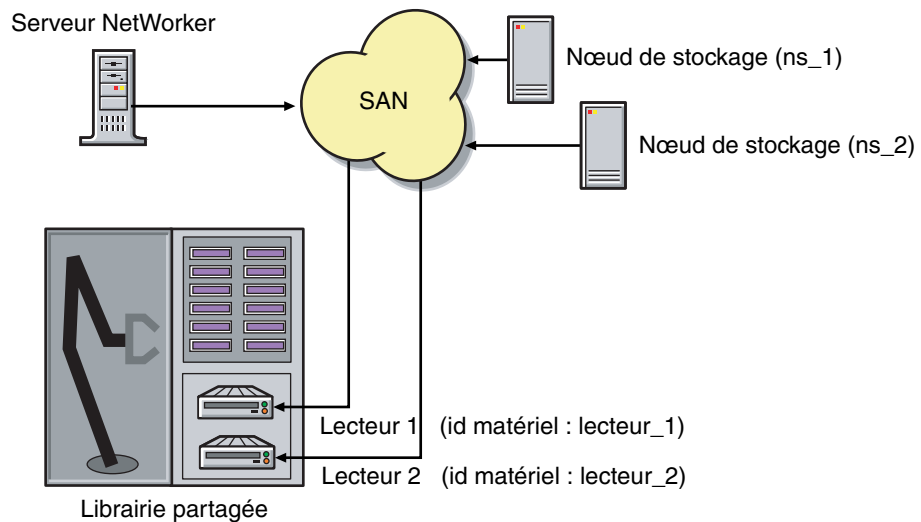 Serveur NetWorker
SAN
Nœud de stockage (ns_1)
Nœud de stockage (ns_2)
Lecteur 1 (id matériel : lecteur_1)
Lecteur 2 (id matériel : lecteur_2)
Librairie partagée